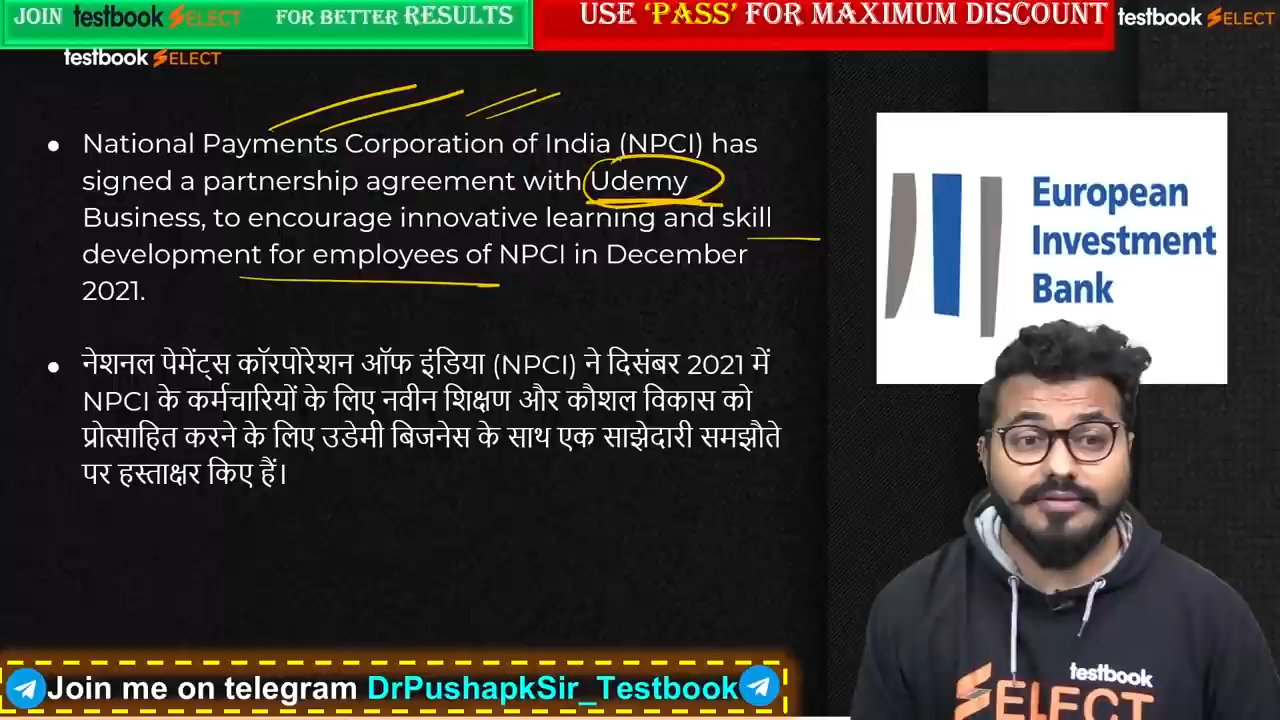 JOIN testbook SELECT FOR BETTER RESULTS
USE ‘PASS’ FOR MAXIMUM DISCOUNT testbook SELECT
testbook SELECT
• National Payments Corporation of India (NPCI) has
signed a partnership agreement with Udemy
Business, to encourage innovative learning and skill
development for employees of NPCI in December
2021.
• नेशनल पेमेंट्स कॉरपोरेशन ऑफ इंडिया (NPCI) ने दिसंबर 2021 में
NPCI के कर्मचारियों के लिए नवीन शिक्षण और कौशल विकास को
प्रोत्साहित करने के लिए उडेमी बिजनेस के साथ एक साझेदारी समझौते
पर हस्ताक्षर किए हैं।
European
Investment
Bank
testbook
SELECT
Join me on telegram DrPushapkSir_Testbook